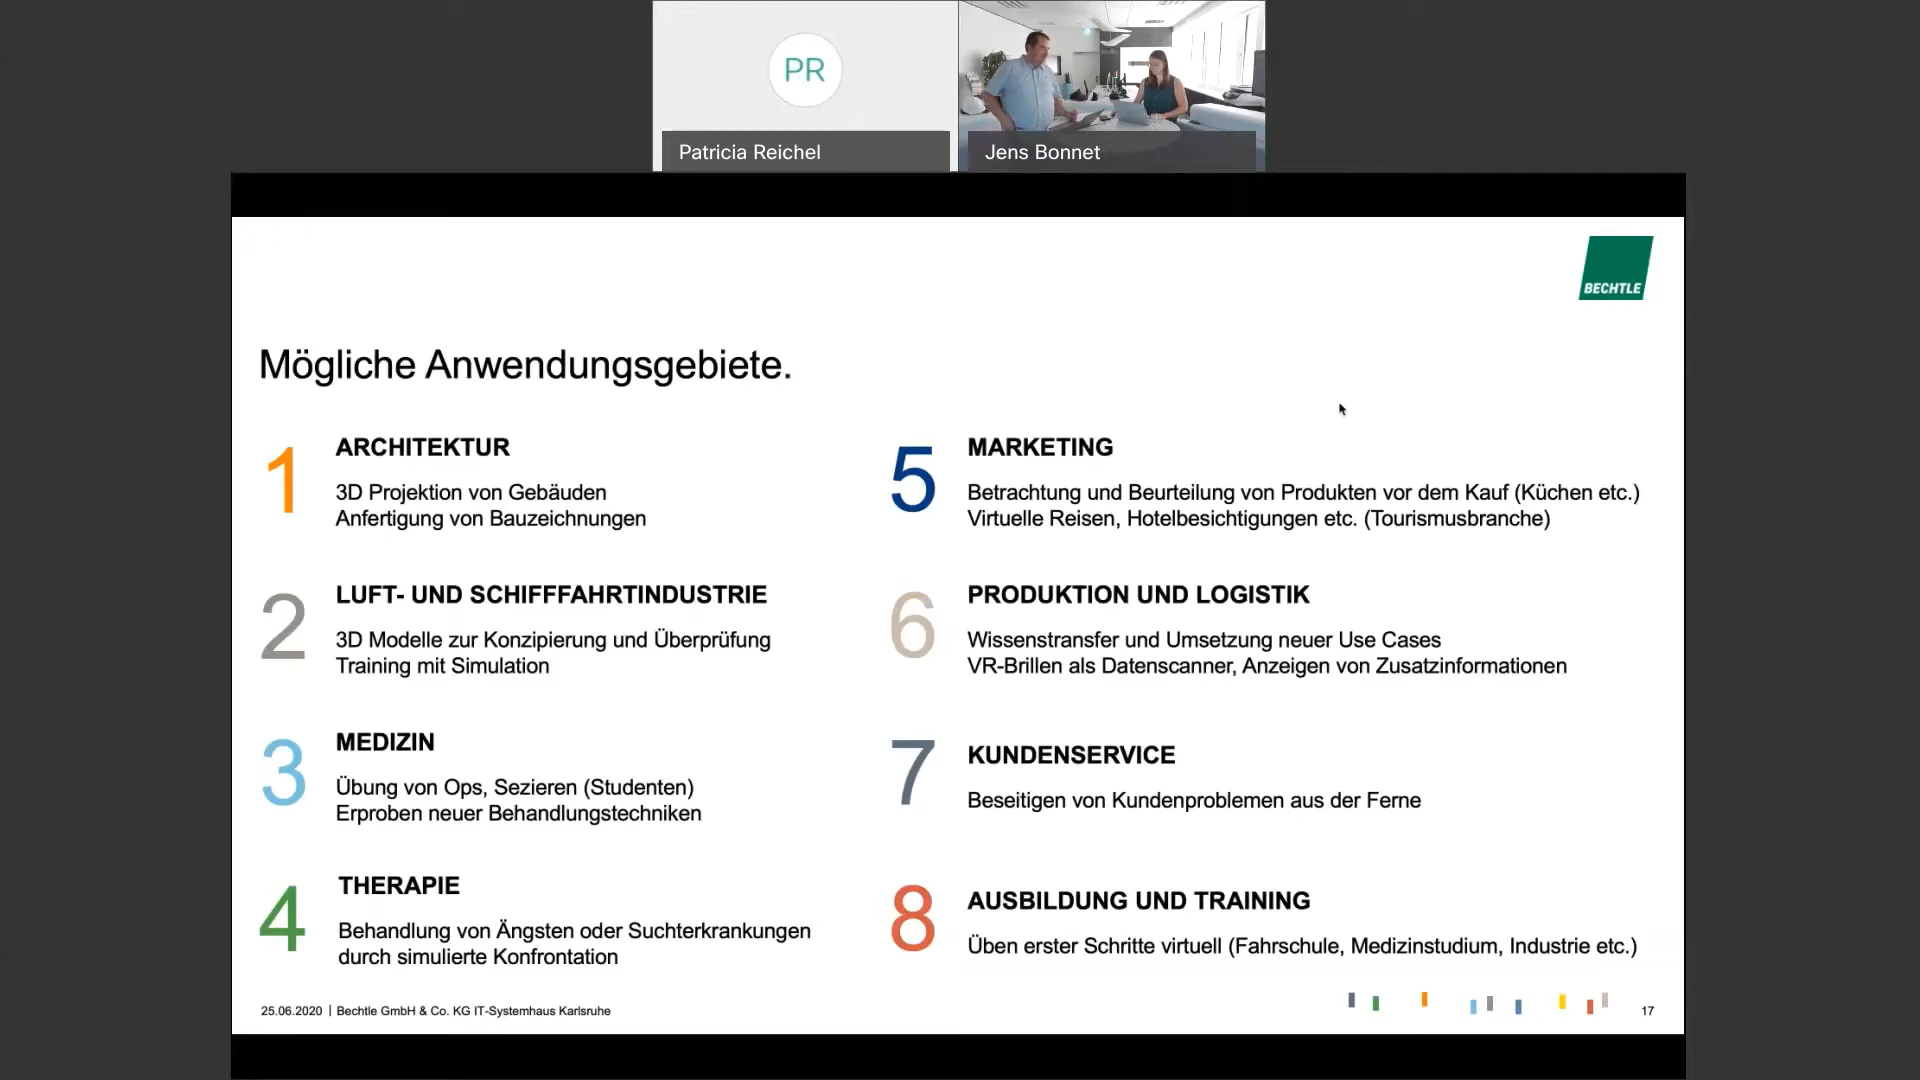 PR
Patricia Reichel
Jens Bonnet
BECHTLE
Mögliche Anwendungsgebiete.
1
ARCHITEKTUR
3D Projektion von Gebäuden
Anfertigung von Bauzeichnungen
2
LUFT- UND SCHIFFFAHRTINDUSTRIE
3D Modelle zur Konzipierung und Überprüfung
Training mit Simulation
3
MEDIZIN
Übung von Ops, Sezieren (Studenten)
Erproben neuer Behandlungstechniken
4
THERAPIE
Behandlung von Ängsten oder Suchterkrankungen
durch simulierte Konfrontation
5
MARKETING
Betrachtung und Beurteilung von Produkten vor dem Kauf (Küchen etc.)
Virtuelle Reisen, Hotelbesichtigungen etc. (Tourismusbranche)
6
PRODUKTION UND LOGISTIK
Wissenstransfer und Umsetzung neuer Use Cases
VR-Brillen als Datenscanner, Anzeigen von Zusatzinformationen
7
KUNDENSERVICE
Beseitigen von Kundenproblemen aus der Ferne
8
AUSBILDUNG UND TRAINING
Üben erster Schritte virtuell (Fahrschule, Medizinstudium, Industrie etc.)
25.06.2020 | Bechtle GmbH & Co. KG IT-Systemhaus Karlsruhe
17